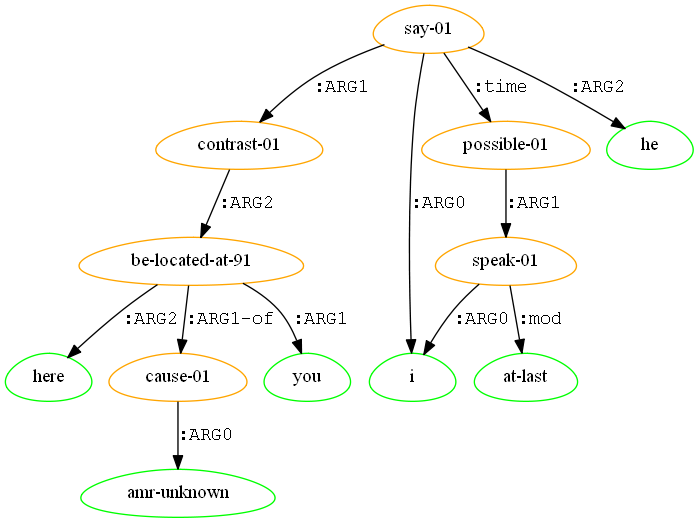 say-01
:ARG1
:time
:ARG2
contrast-01
possible-01
he
:ARG2
:ARG0
:ARG1
be-located-at-91
speak-01
:ARG2
:ARG1-of
:ARG1
:ARG0
:mod
here
cause-01
you
i
at-last
:ARG0
amr-unknown